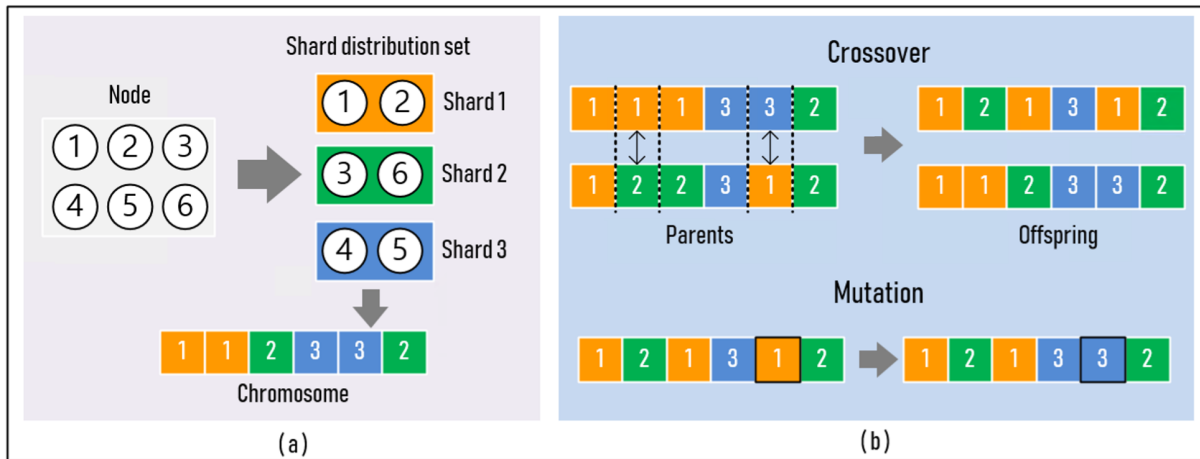 Shard distribution set
Node
1 2 3
4 5 6
1 2 Shard 1
3 6 Shard 2
4 5 Shard 3
1 1 2 3 3 2
Chromosome
(a)
Crossover
1 1 1 3 3 2
1 2 2 3 1 2
Parents
1 2 1 3 1 2
1 1 2 3 3 2
Offspring
Mutation
1 2 1 3 1 2
1 2 1 3 3 2
(b)